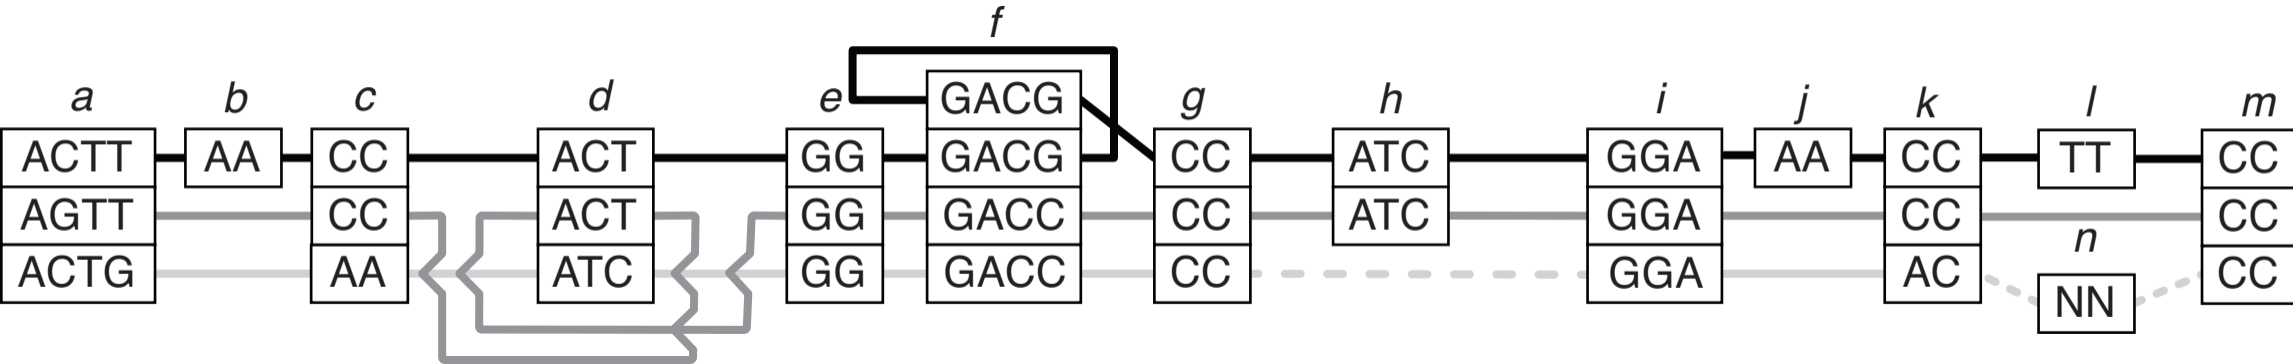 f
a b c d e GACG g h i j k l m
ACTT AA CC ACT GG GACG CC ATC GGA AA CC TT CC
AGTT CC ACT GG GACC CC ATC GGA CC CC
n
ACTG AA ATC GG GACC CC GGA AC CC
NN